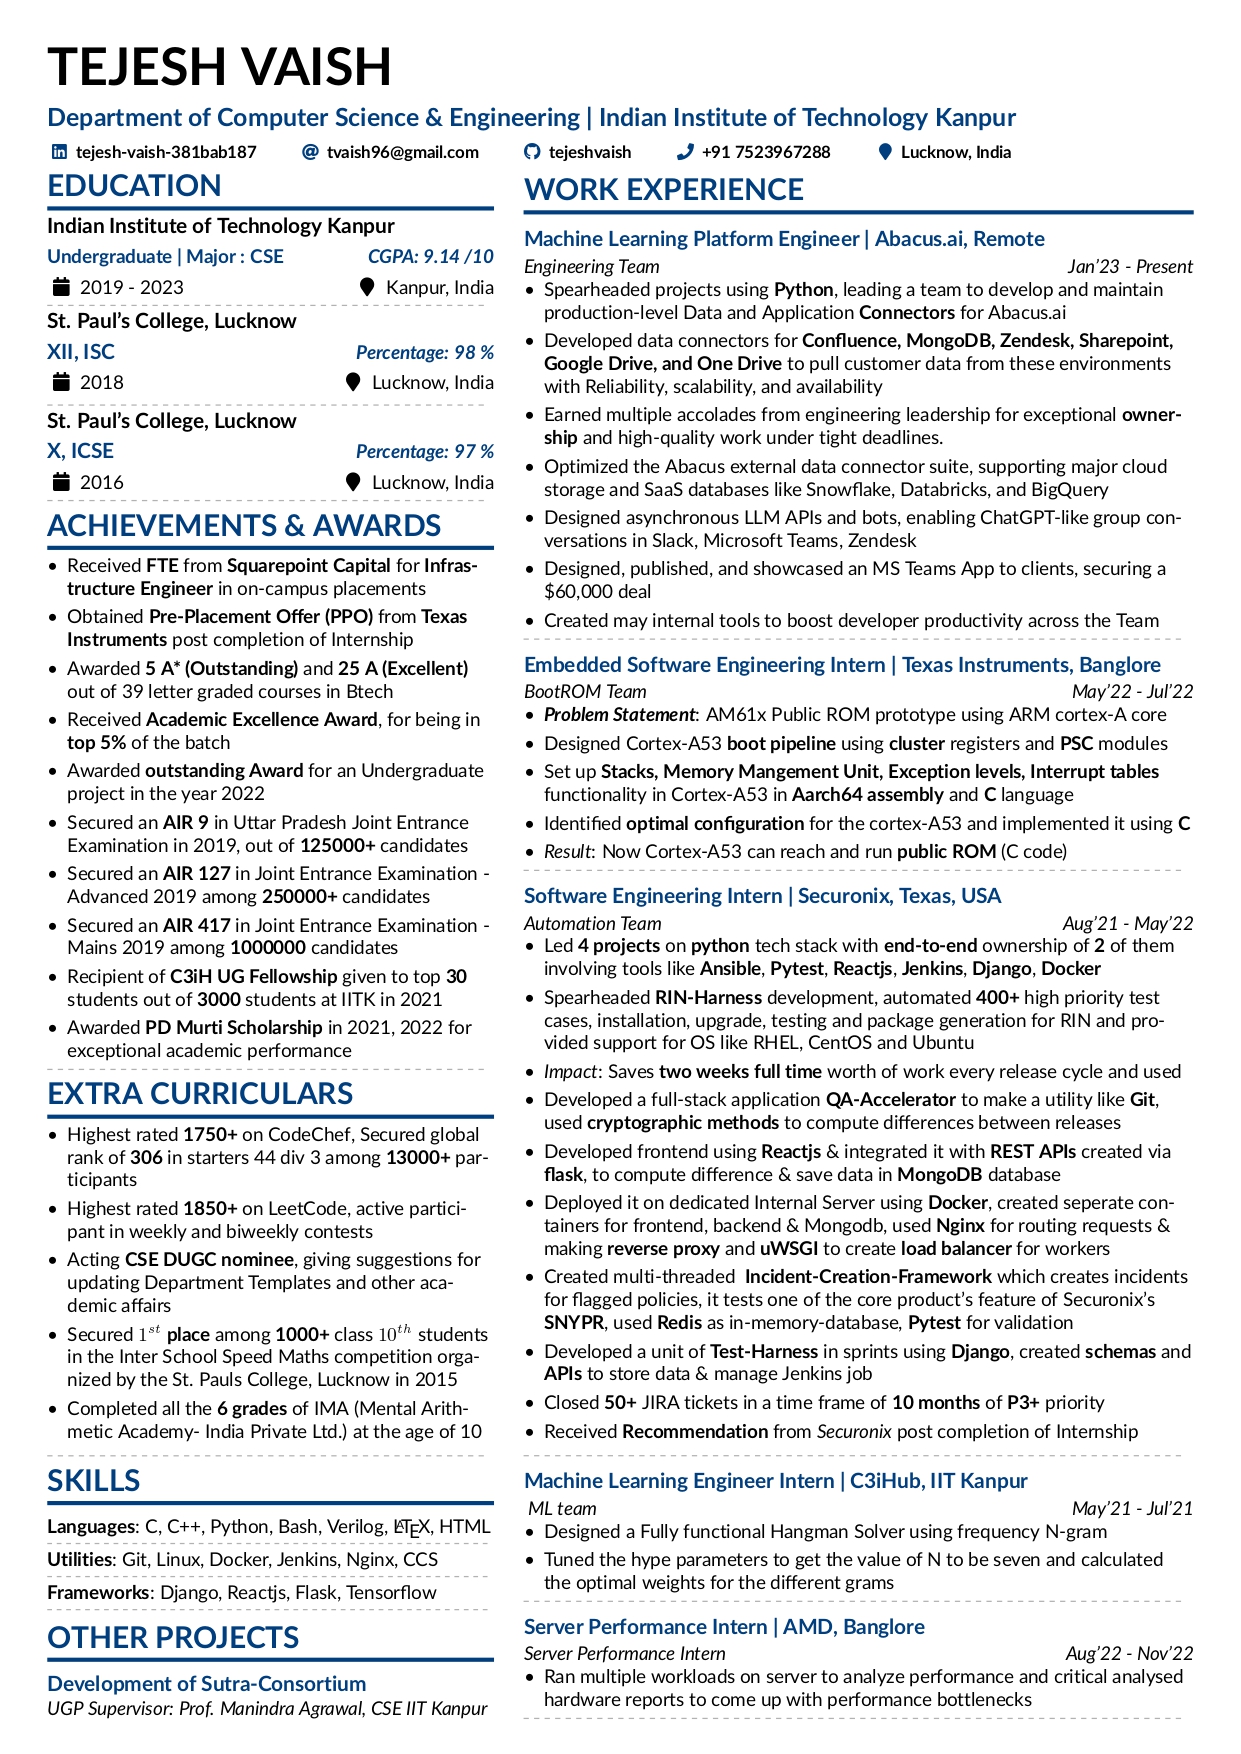 TEJESH VAISH
Department of Computer Science & Engineering | Indian Institute of Technology Kanpur
tejesh-vaish-381bab187 tvaish96@gmail.com tejeshvaish +91 7523967288 Lucknow, India
EDUCATION
Indian Institute of Technology Kanpur
Undergraduate | Major : CSE CGPA: 9.14 /10
2019 - 2023 Kanpur, India
St. Paul's College, Lucknow
XII, ISC Percentage: 98 %
2018 Lucknow, India
St. Paul's College, Lucknow
X, ICSE Percentage: 97 %
2016 Lucknow, India
ACHIEVEMENTS & AWARDS
• Received FTE from Squarepoint Capital for Infras-
tructure Engineer in on-campus placements
• Obtained Pre-Placement Offer (PPO) from Texas
Instruments post completion of Internship
• Awarded 5 A* (Outstanding) and 25 A (Excellent)
out of 39 letter graded courses in Btech
• Received Academic Excellence Award, for being in
top 5% of the batch
• Awarded outstanding Award for an Undergraduate
project in the year 2022
• Secured an AIR 9 in Uttar Pradesh Joint Entrance
Examination in 2019, out of 125000+ candidates
• Secured an AIR 127 in Joint Entrance Examination -
Advanced 2019 among 250000+ candidates
• Secured an AIR 417 in Joint Entrance Examination -
Mains 2019 among 1000000 candidates
• Recipient of C3iH UG Fellowship given to top 30
students out of 3000 students at IITK in 2021
• Awarded PD Murti Scholarship in 2021, 2022 for
exceptional academic performance
EXTRA CURRICULARS
• Highest rated 1750+ on CodeChef, Secured global
rank of 306 in starters 44 div 3 among 13000+ par-
ticipants
• Highest rated 1850+ on LeetCode, active partici-
pant in weekly and biweekly contests
• Acting CSE DUGC nominee, giving suggestions for
updating Department Templates and other aca-
demic affairs
• Secured 1st place among 1000+ class 10th students
in the Inter School Speed Maths competition orga-
nized by the St. Pauls College, Lucknow in 2015
• Completed all the 6 grades of IMA (Mental Arith-
metic Academy- India Private Ltd.) at the age of 10
SKILLS
Languages: C, C++, Python, Bash, Verilog, LATEX, HTML
Utilities: Git, Linux, Docker, Jenkins, Nginx, CCS
Frameworks: Django, Reactjs, Flask, Tensorflow
OTHER PROJECTS
Development of Sutra-Consortium
UGP Supervisor: Prof. Manindra Agrawal, CSE IIT Kanpur
WORK EXPERIENCE
Machine Learning Platform Engineer | Abacus.ai, Remote
Engineering Team Jan'23 - Present
• Spearheaded projects using Python, leading a team to develop and maintain
production-level Data and Application Connectors for Abacus.ai
• Developed data connectors for Confluence, MongoDB, Zendesk, Sharepoint,
Google Drive, and One Drive to pull customer data from these environments
with Reliability, scalability, and availability
• Earned multiple accolades from engineering leadership for exceptional owner-
ship and high-quality work under tight deadlines.
• Optimized the Abacus external data connector suite, supporting major cloud
storage and SaaS databases like Snowflake, Databricks, and BigQuery
• Designed asynchronous LLM APIs and bots, enabling ChatGPT-like group con-
versations in Slack, Microsoft Teams, Zendesk
• Designed, published, and showcased an MS Teams App to clients, securing a
$60,000 deal
• Created may internal tools to boost developer productivity across the Team
Embedded Software Engineering Intern | Texas Instruments, Banglore
BootROM Team May'22 - Jul'22
• Problem Statement: AM61x Public ROM prototype using ARM cortex-A core
• Designed Cortex-A53 boot pipeline using cluster registers and PSC modules
• Set up Stacks, Memory Mangement Unit, Exception levels, Interrupt tables
functionality in Cortex-A53 in Aarch64 assembly and C language
• Identified optimal configuration for the cortex-A53 and implemented it using C
• Result: Now Cortex-A53 can reach and run public ROM (C code)
Software Engineering Intern | Securonix, Texas, USA
Automation Team Aug'21 - May'22
• Led 4 projects on python tech stack with end-to-end ownership of 2 of them
involving tools like Ansible, Pytest, Reactjs, Jenkins, Django, Docker
• Spearheaded RIN-Harness development, automated 400+ high priority test
cases, installation, upgrade, testing and package generation for RIN and pro-
vided support for OS like RHEL, CentOS and Ubuntu
• Impact: Saves two weeks full time worth of work every release cycle and used
• Developed a full-stack application QA-Accelerator to make a utility like Git,
used cryptographic methods to compute differences between releases
• Developed frontend using Reactjs & integrated it with REST APIs created via
flask, to compute difference & save data in MongoDB database
• Deployed it on dedicated Internal Server using Docker, created seperate con-
tainers for frontend, backend & Mongodb, used Nginx for routing requests &
making reverse proxy and uWSGI to create load balancer for workers
• Created multi-threaded Incident-Creation-Framework which creates incidents
for flagged policies, it tests one of the core product's feature of Securonix's
SNYPR, used Redis as in-memory-database, Pytest for validation
• Developed a unit of Test-Harness in sprints using Django, created schemas and
APIs to store data & manage Jenkins job
• Closed 50+ JIRA tickets in a time frame of 10 months of P3+ priority
• Received Recommendation from Securonix post completion of Internship
Machine Learning Engineer Intern | C3iHub, IIT Kanpur
ML team May'21 - Jul'21
• Designed a Fully functional Hangman Solver using frequency N-gram
• Tuned the hype parameters to get the value of N to be seven and calculated
the optimal weights for the different grams
Server Performance Intern | AMD, Banglore
Server Performance Intern Aug'22 - Nov'22
• Ran multiple workloads on server to analyze performance and critical analysed
hardware reports to come up with performance bottlenecks